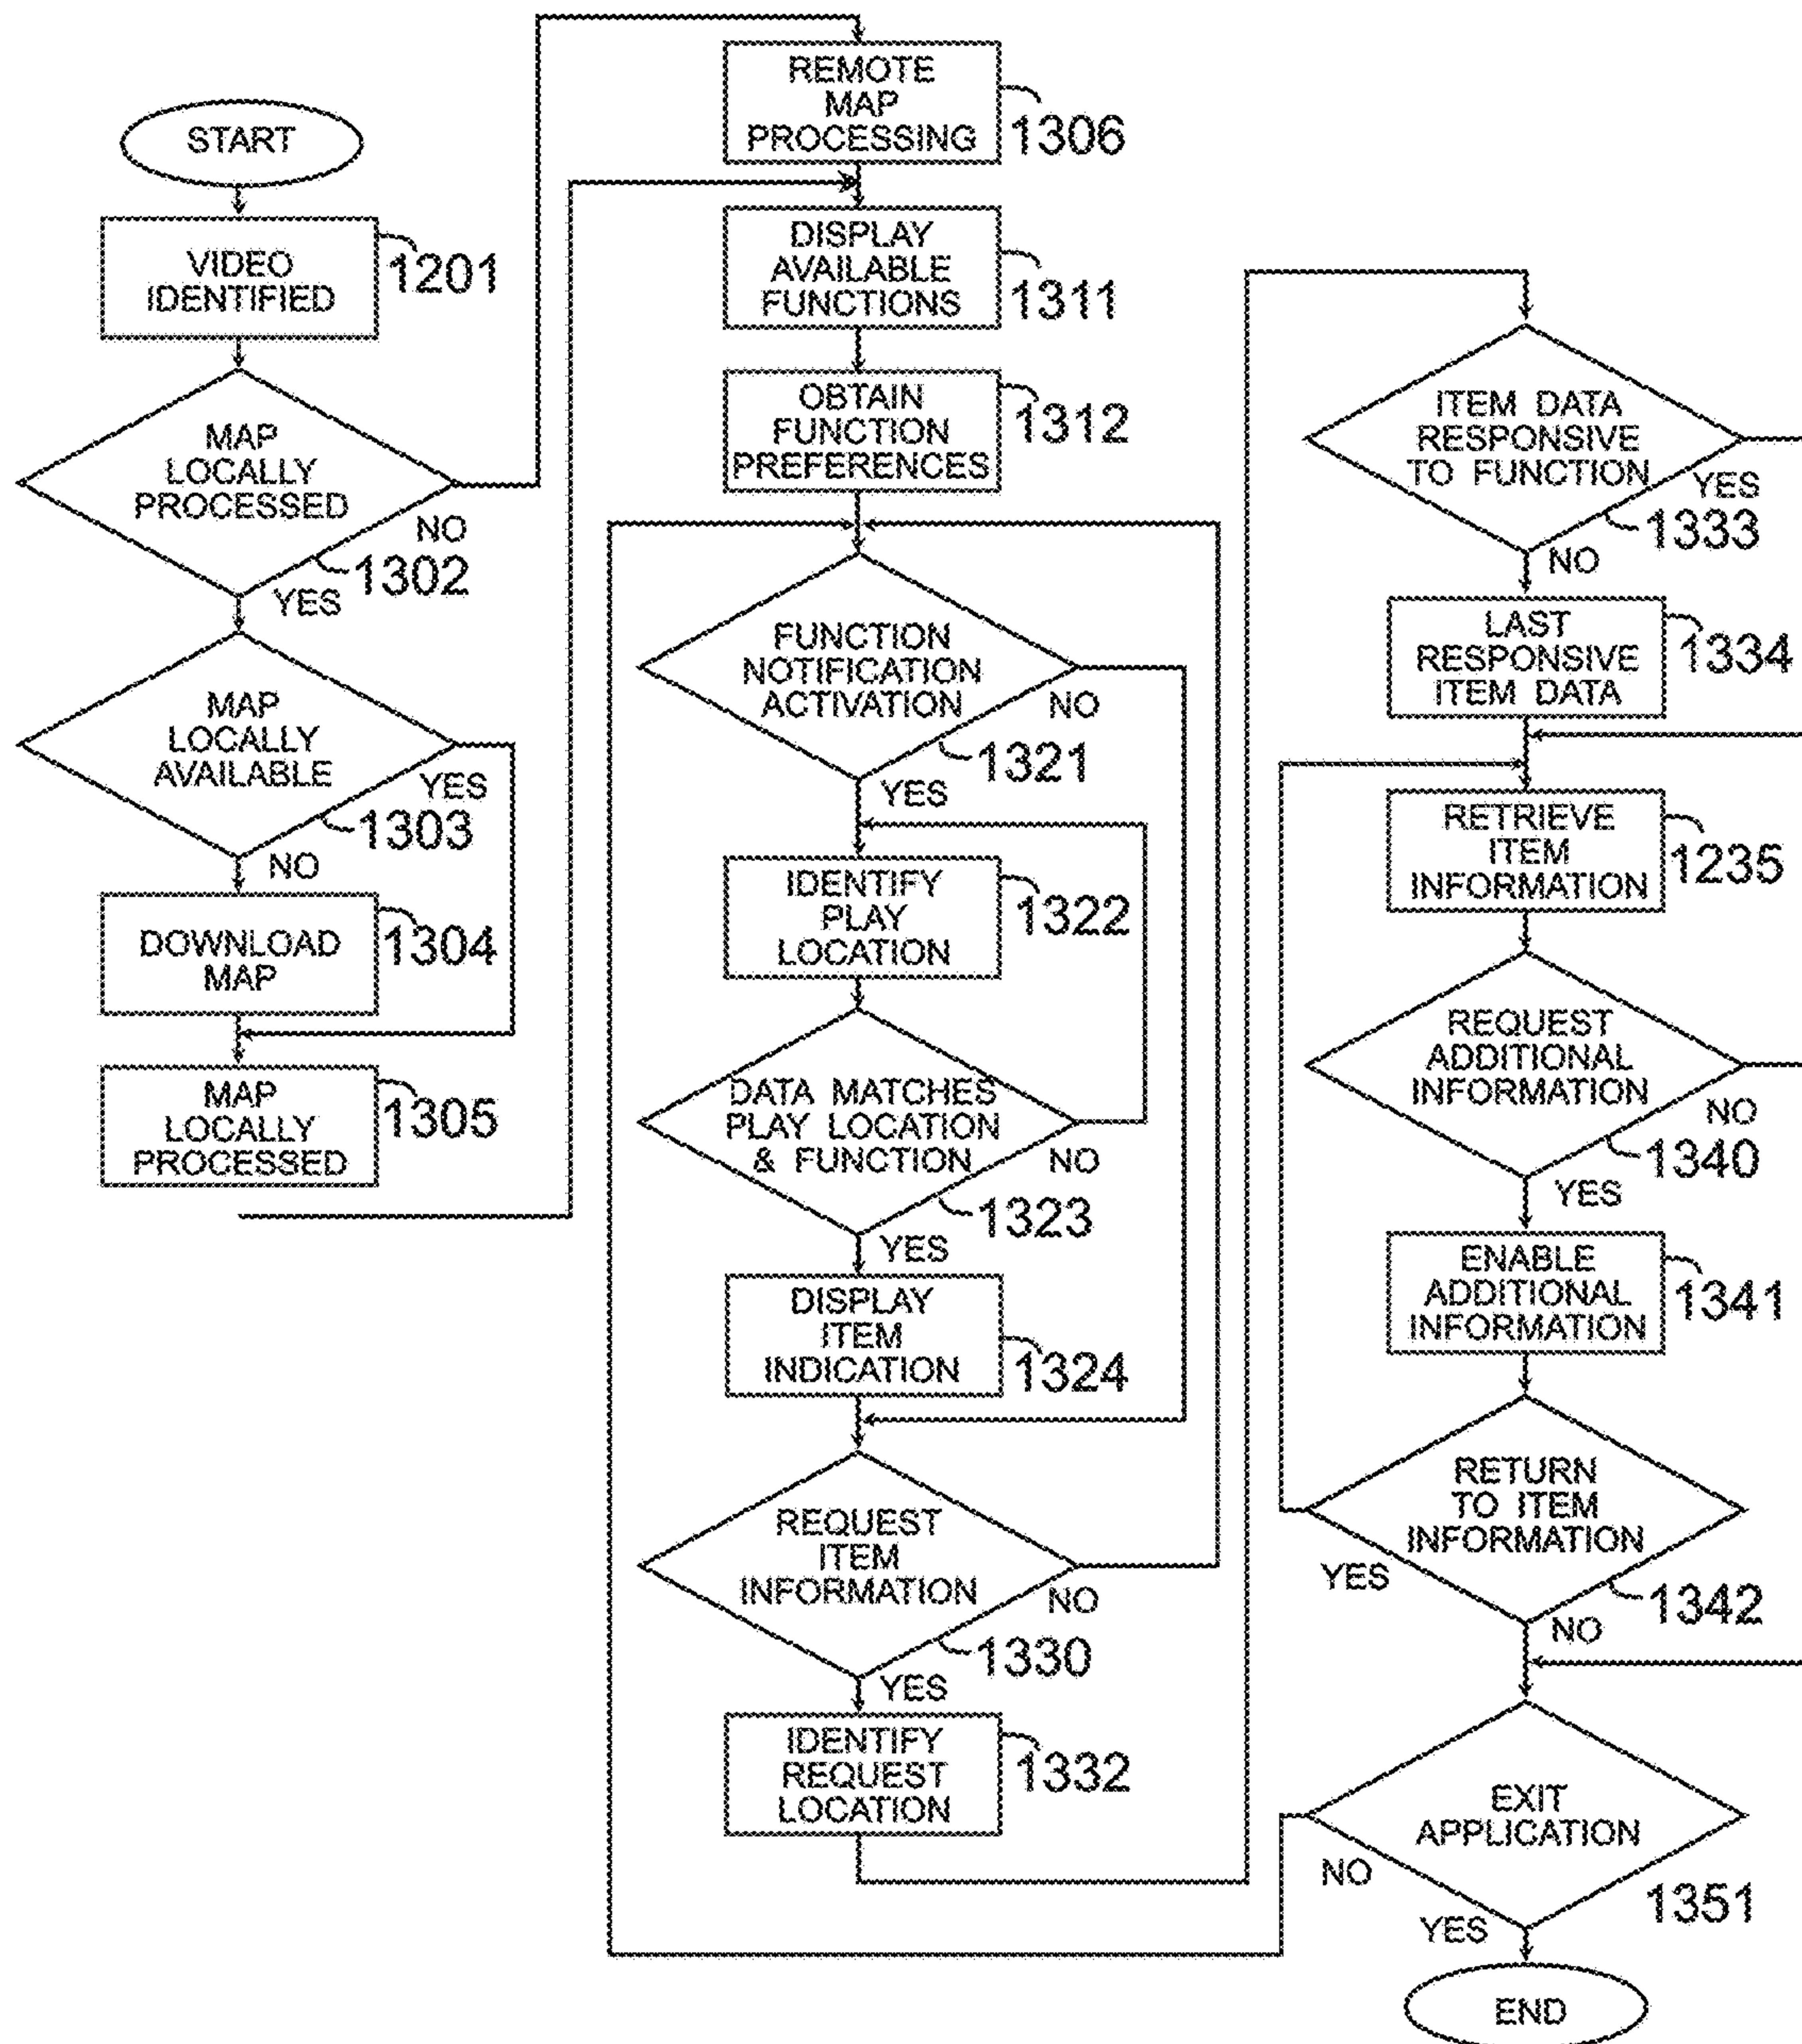 START
VIDEO
IDENTIFIED
1201
MAP
LOCALLY
PROCESSED
NO
1302
YES
MAP
LOCALLY
AVAILABLE
YES
1303
NO
DOWNLOAD
MAP
1304
MAP
LOCALLY
PROCESSED
1305
REMOTE
MAP
PROCESSING
1306
DISPLAY
AVAILABLE
FUNCTIONS
1311
OBTAIN
FUNCTION
PREFERENCES
1312
FUNCTION
NOTIFICATION
ACTIVATION
NO
1321
YES
IDENTIFY
PLAY
LOCATION
1322
DATA MATCHES
PLAY LOCATION
& FUNCTION
NO
1323
YES
DISPLAY
ITEM
INDICATION
1324
REQUEST
ITEM
INFORMATION
NO
1330
YES
IDENTIFY
REQUEST
LOCATION
1332
ITEM DATA
RESPONSIVE
TO FUNCTION
YES
1333
NO
LAST
RESPONSIVE
ITEM DATA
1334
RETRIEVE
ITEM
INFORMATION
1235
REQUEST
ADDITIONAL
INFORMATION
NO
1340
YES
ENABLE
ADDITIONAL
INFORMATION
1341
RETURN
TO ITEM
INFORMATION
YES
1342
NO
EXIT
APPLICATION
NO
1351
YES
END